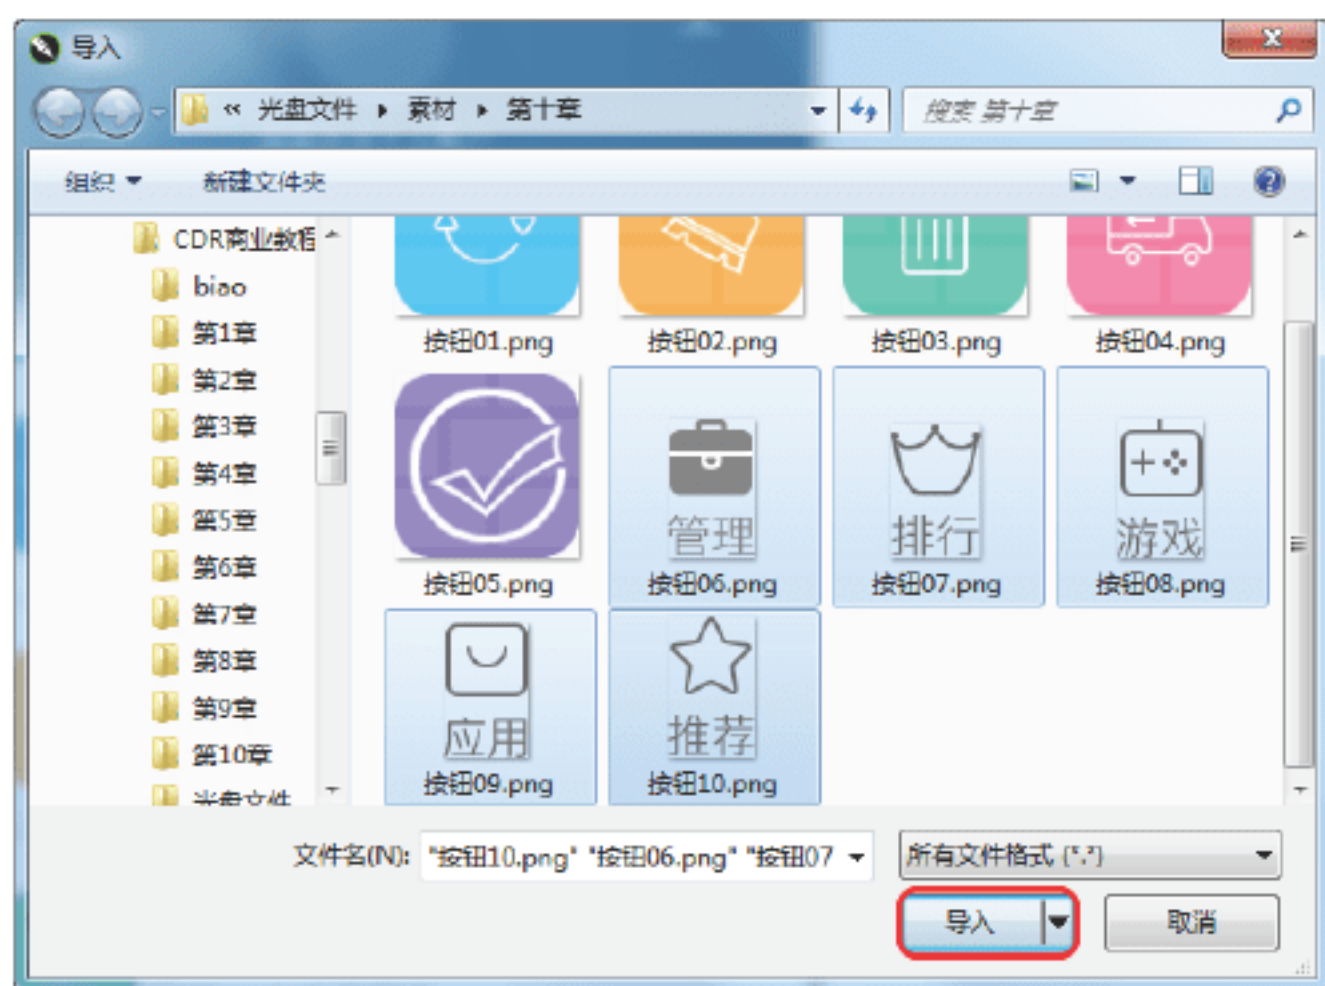 导入
« 光盘文件 ▸ 素材 ▸ 第十章
搜索 第十章
组织
新建文件夹
CDR商业教程
biao
第1章
第2章
第3章
第4章
第5章
第6章
第7章
第8章
第9章
第10章
光盘文件
按钮01.png
按钮02.png
按钮03.png
按钮04.png
按钮05.png
管理
按钮06.png
排行
按钮07.png
游戏
按钮08.png
应用
按钮09.png
推荐
按钮10.png
文件名(N):
"按钮10.png" "按钮06.png" "按钮07
所有文件格式 (*.*)
导入
取消